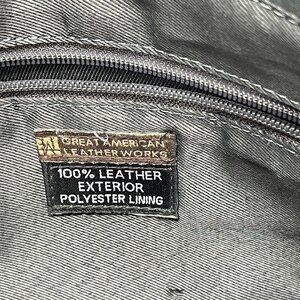 GREAT AMERICAN
LEATHERWORKS
100% LEATHER
EXTERIOR
POLYESTER LINING